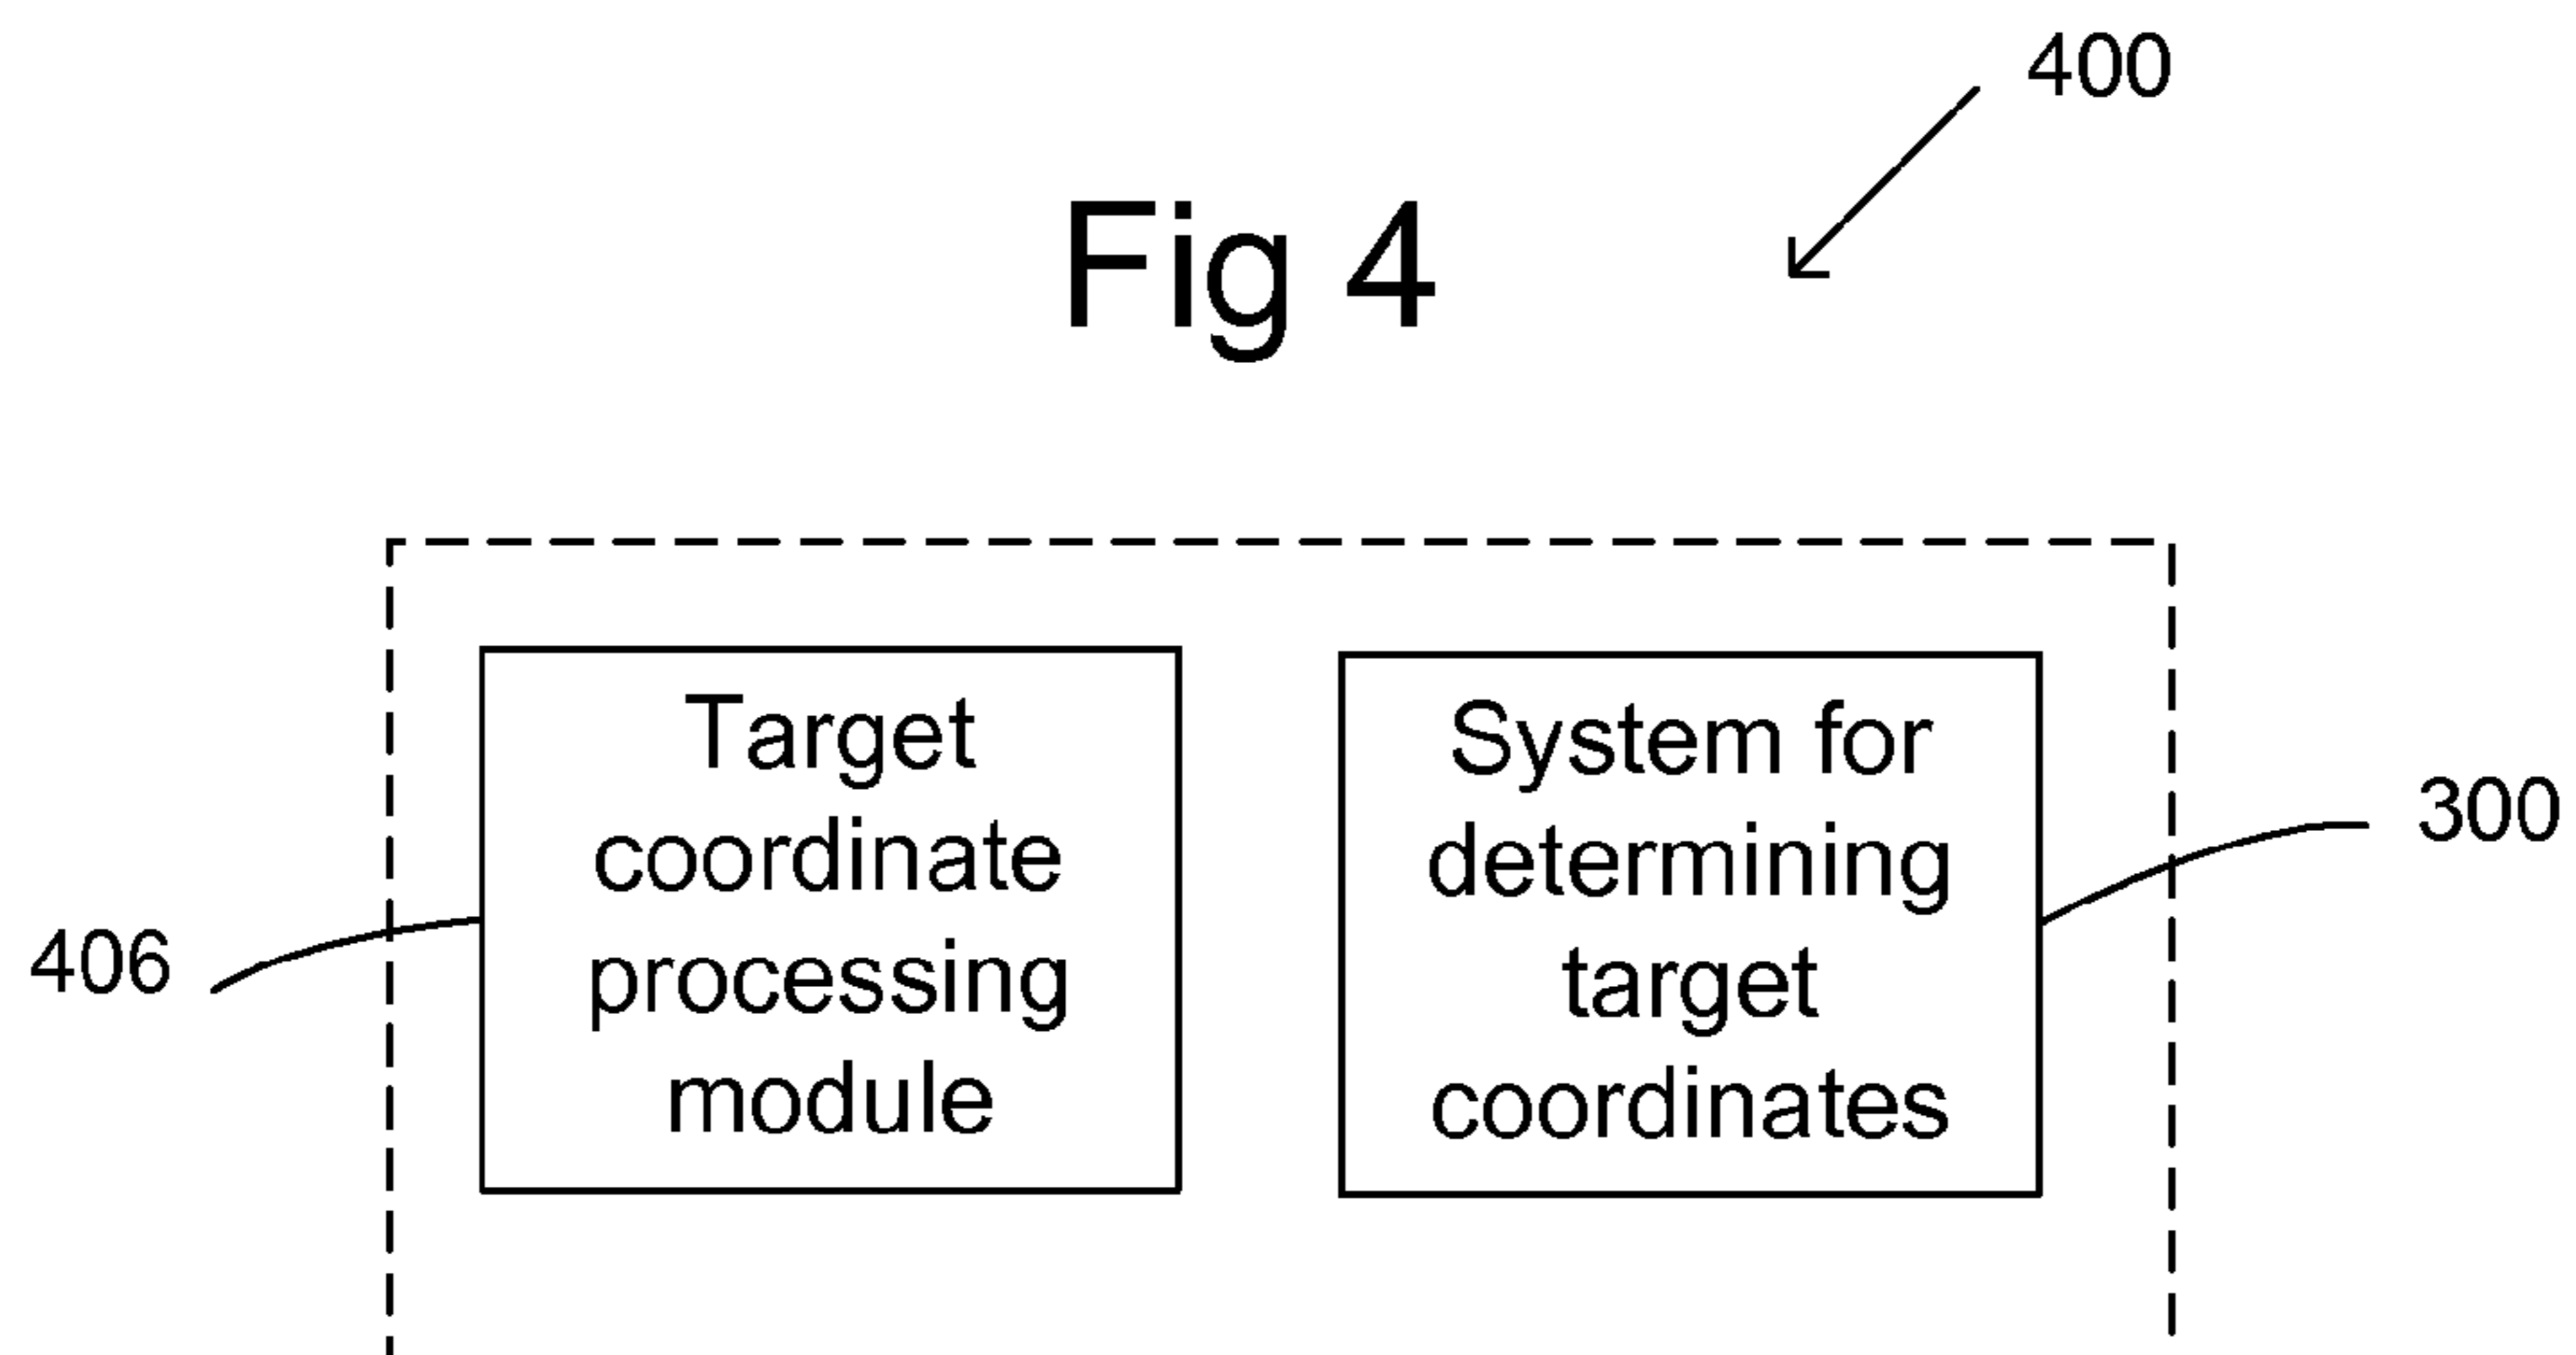 400
Fig 4
Target
coordinate
processing
module
System for
determining
target
coordinates
300
406